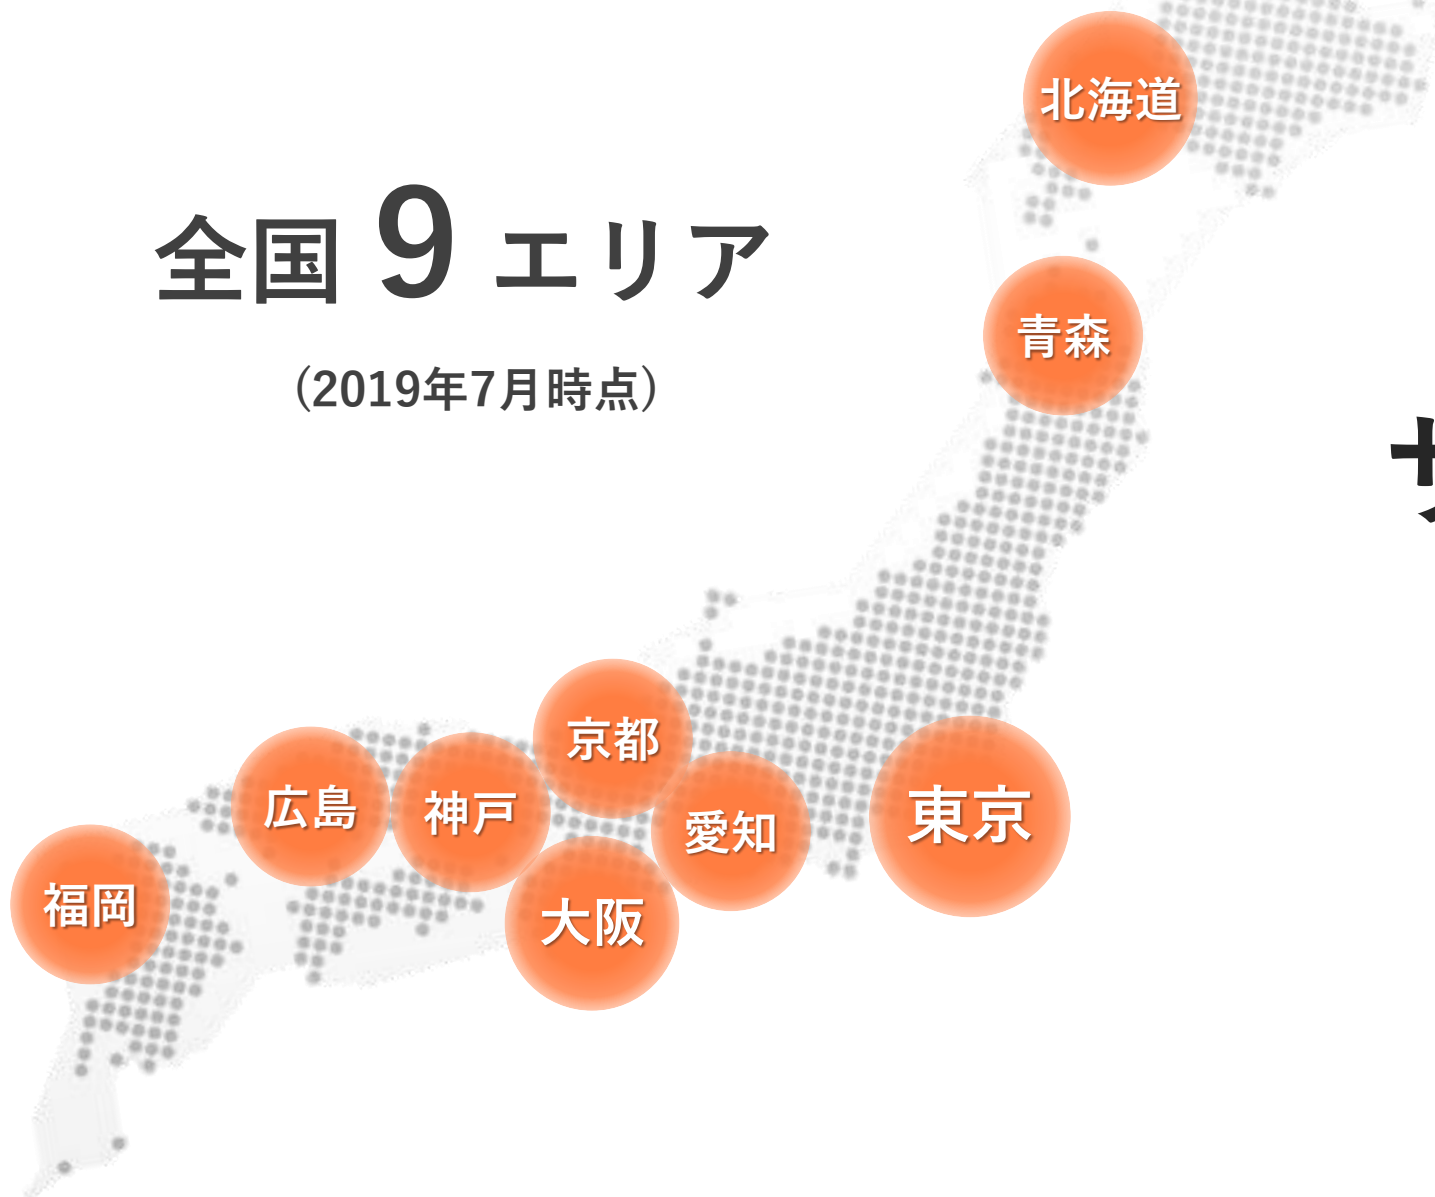 北海道
全国 9 エリア
青森
（2019年7月時点）
京都
広島
神戸
愛知
東京
福岡
大阪